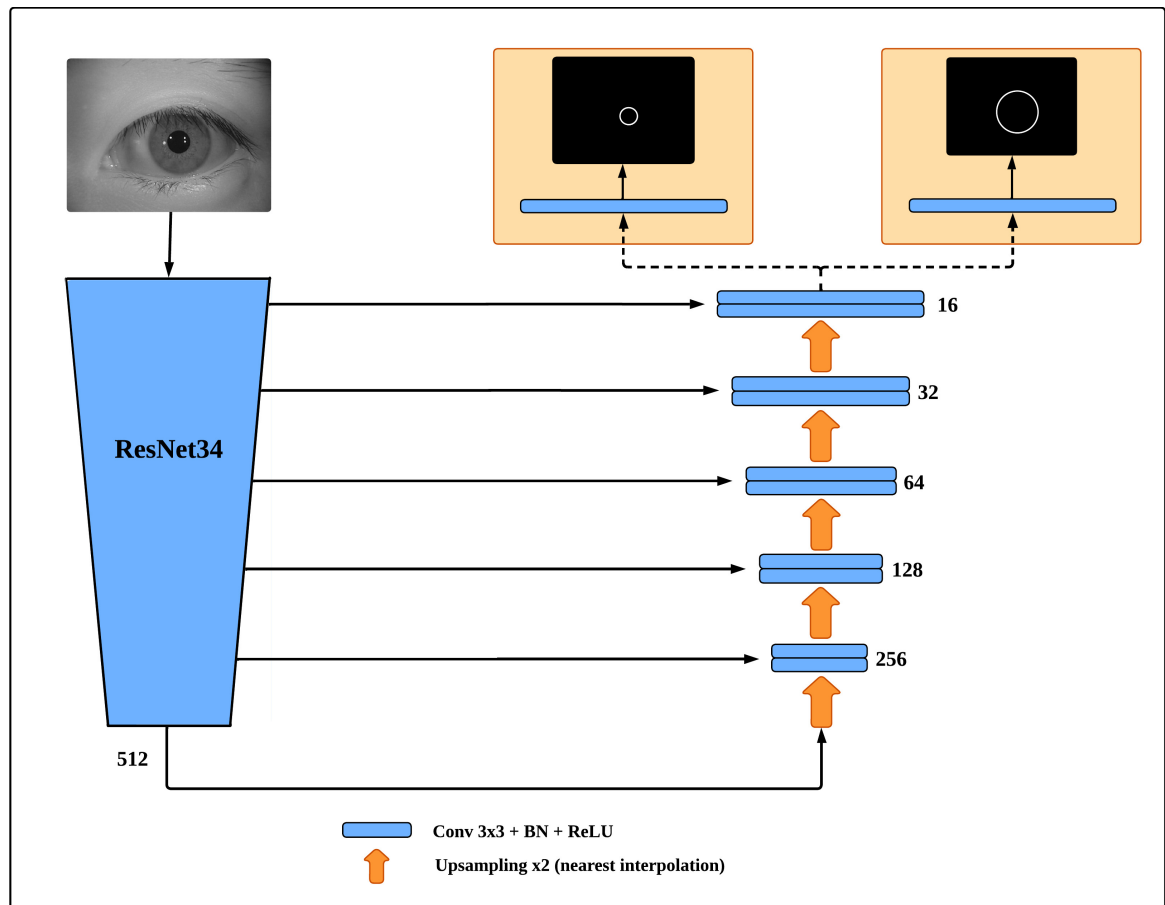 16
32
ResNet34
64
128
256
512
Conv 3x3 + BN + ReLU
Upsampling x2 (nearest interpolation)